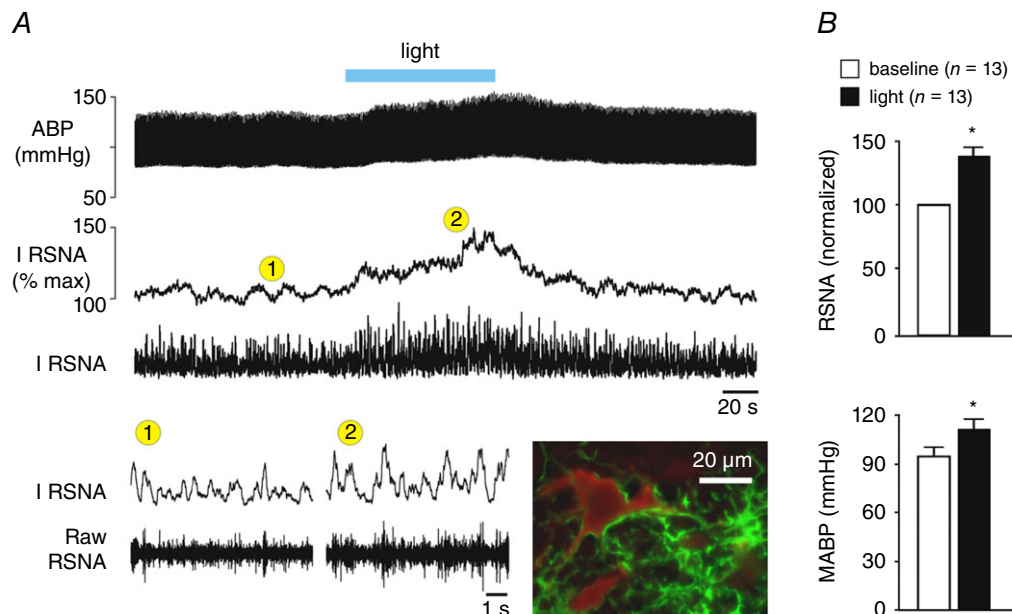 A
light
150
ABP
(mmHg)
50
150
I RSNA
(% max)
100
1
2
I RSNA
20 s
1
2
I RSNA
Raw
RSNA
1 s
20 µm
B
baseline (n = 13)
light (n = 13)
*
150
100
50
0
RSNA (normalized)
*
120
90
60
30
0
MABP (mmHg)